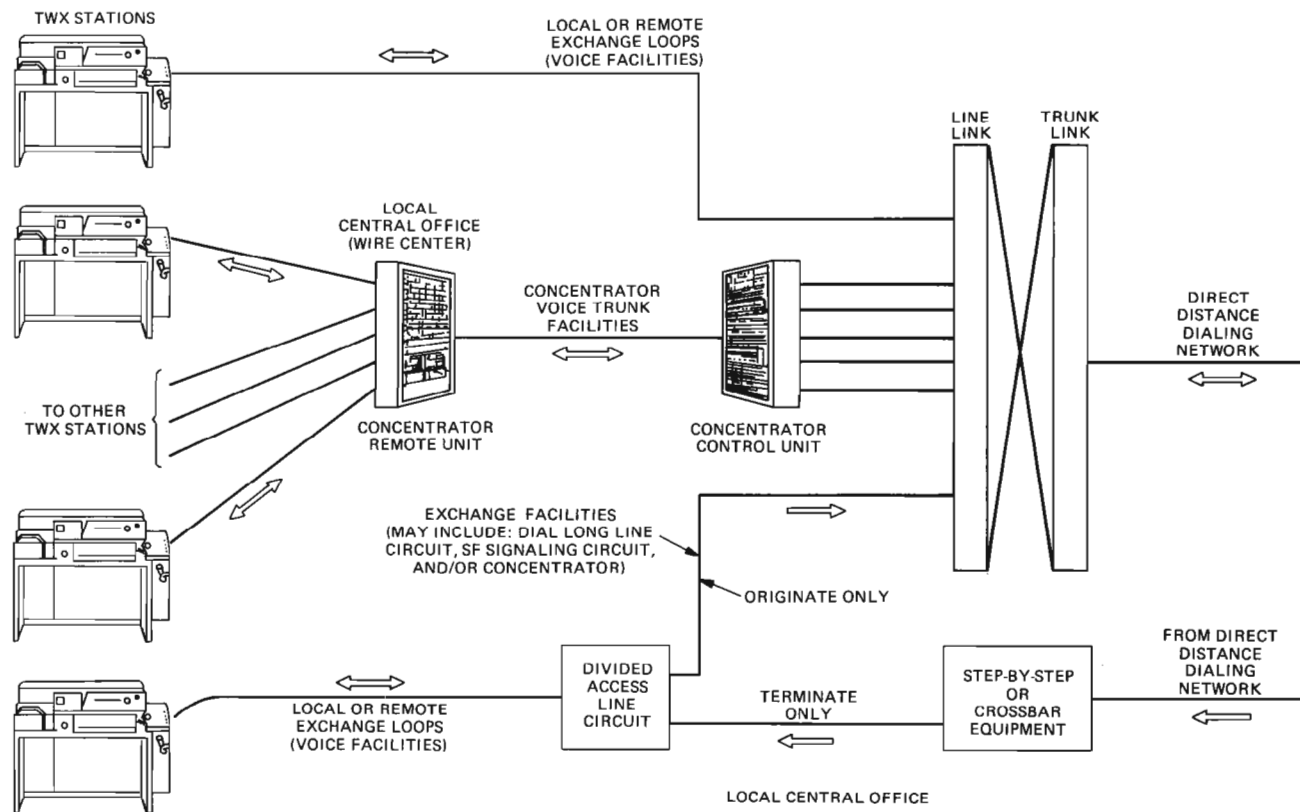 TWX STATIONS
LOCAL OR REMOTE
EXCHANGE LOOPS
(VOICE FACILITIES)
LINE
LINK
TRUNK
LINK
LOCAL
CENTRAL OFFICE
(WIRE CENTER)
CONCENTRATOR
VOICE TRUNK
FACILITIES
DIRECT
DISTANCE
DIALING
NETWORK
TO OTHER
TWX STATIONS
CONCENTRATOR
REMOTE UNIT
CONCENTRATOR
CONTROL UNIT
EXCHANGE FACILITIES
(MAY INCLUDE: DIAL LONG LINE
CIRCUIT, SF SIGNALING CIRCUIT,
AND/OR CONCENTRATOR)
ORIGINATE ONLY
FROM DIRECT
DISTANCE
DIALING
NETWORK
DIVIDED
ACCESS
LINE
CIRCUIT
STEP-BY-STEP
OR
CROSSBAR
EQUIPMENT
TERMINATE
ONLY
LOCAL OR REMOTE
EXCHANGE LOOPS
(VOICE FACILITIES)
LOCAL CENTRAL OFFICE